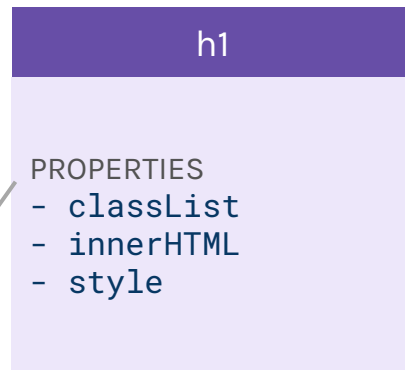 h1
PROPERTIES
- classList
- innerHTML
- style